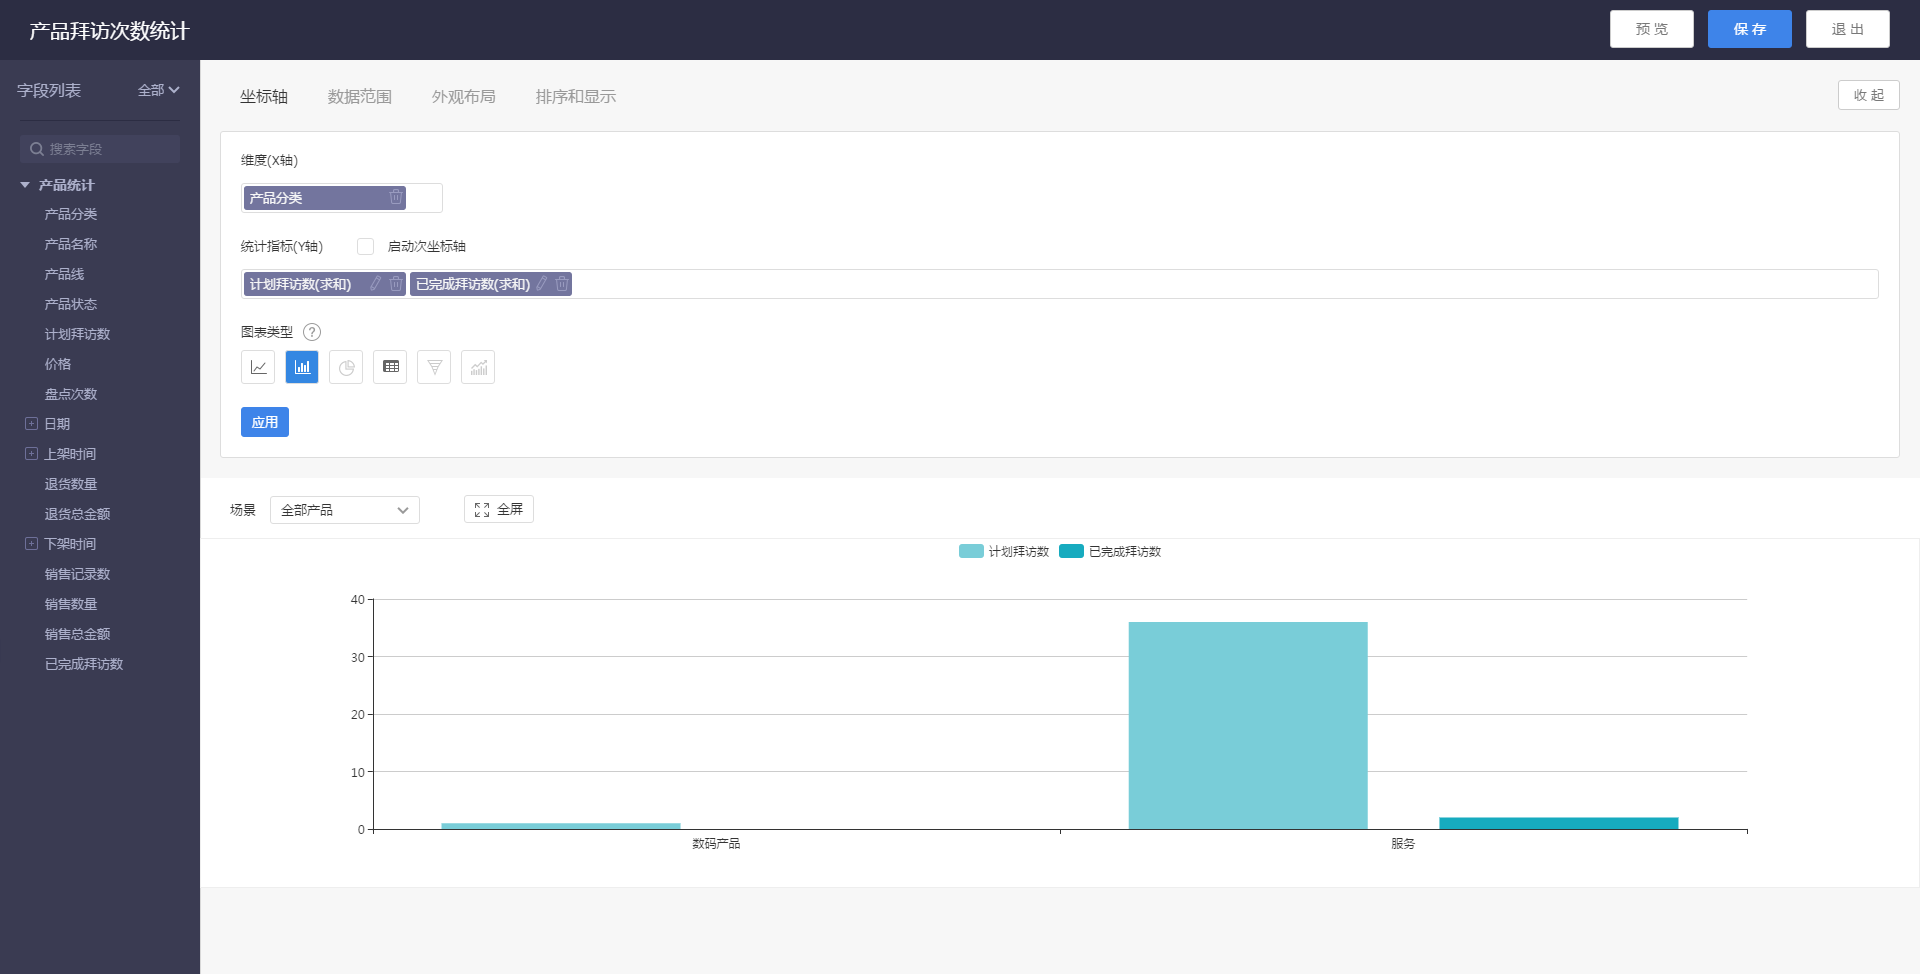 产品拜访次数统计
预览
保存
退出
字段列表
全部
搜索字段
产品统计
产品分类
产品名称
产品线
产品状态
计划拜访数
价格
盘点次数
日期
上架时间
退货数量
退货总金额
下架时间
销售记录数
销售数量
销售总金额
已完成拜访数
坐标轴 数据范围 外观布局 排序和显示
收起
维度(X轴)
产品分类
统计指标(Y轴) 启动次坐标轴
计划拜访数(求和) 已完成拜访数(求和)
图表类型 ?
应用
场景 全部产品 全屏
计划拜访数 已完成拜访数
40
30
20
10
0
数码产品 服务